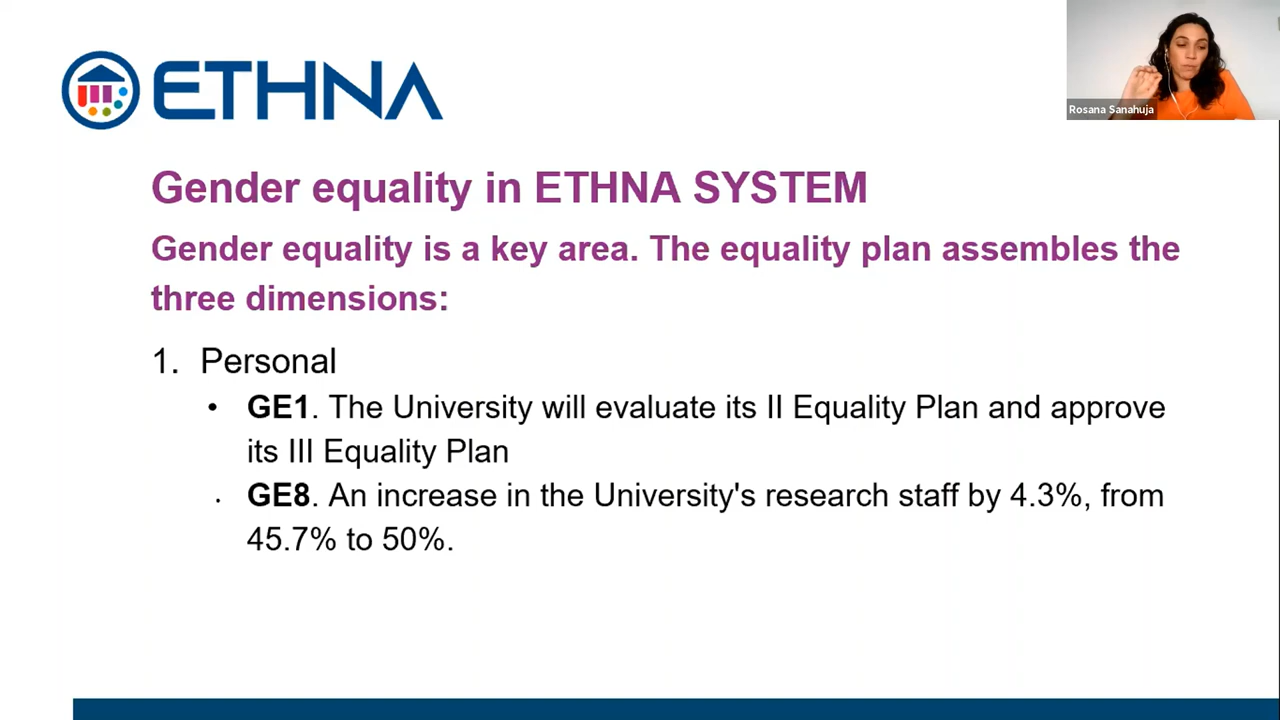 ETHNA
Rosana Sanahuja
Gender equality in ETHNA SYSTEM
Gender equality is a key area. The equality plan assembles the
three dimensions:
1. Personal
• GE1. The University will evaluate its II Equality Plan and approve
its III Equality Plan
• GE8. An increase in the University's research staff by 4.3%, from
45.7% to 50%.